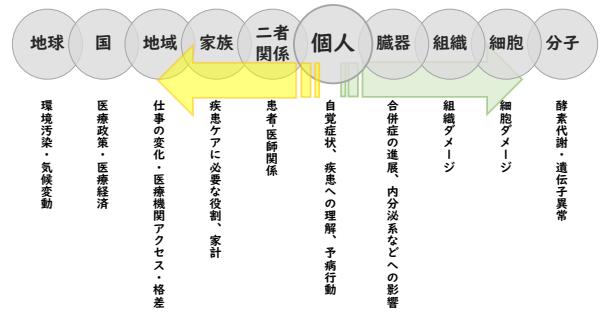 地球
国
地域
家族
二者
関係
個人
臓器
組織
細胞
分子
環境汚染・気候変動
医療政策・医療経済
仕事の変化・医療機関アクセス・格差
疾患ケアに必要な役割、家計
患者-医師関係
自覚症状、疾患への理解、予病行動
合併症の進展、内分泌系などへの影響
組織ダメージ
細胞ダメージ
酵素代謝・遺伝子異常